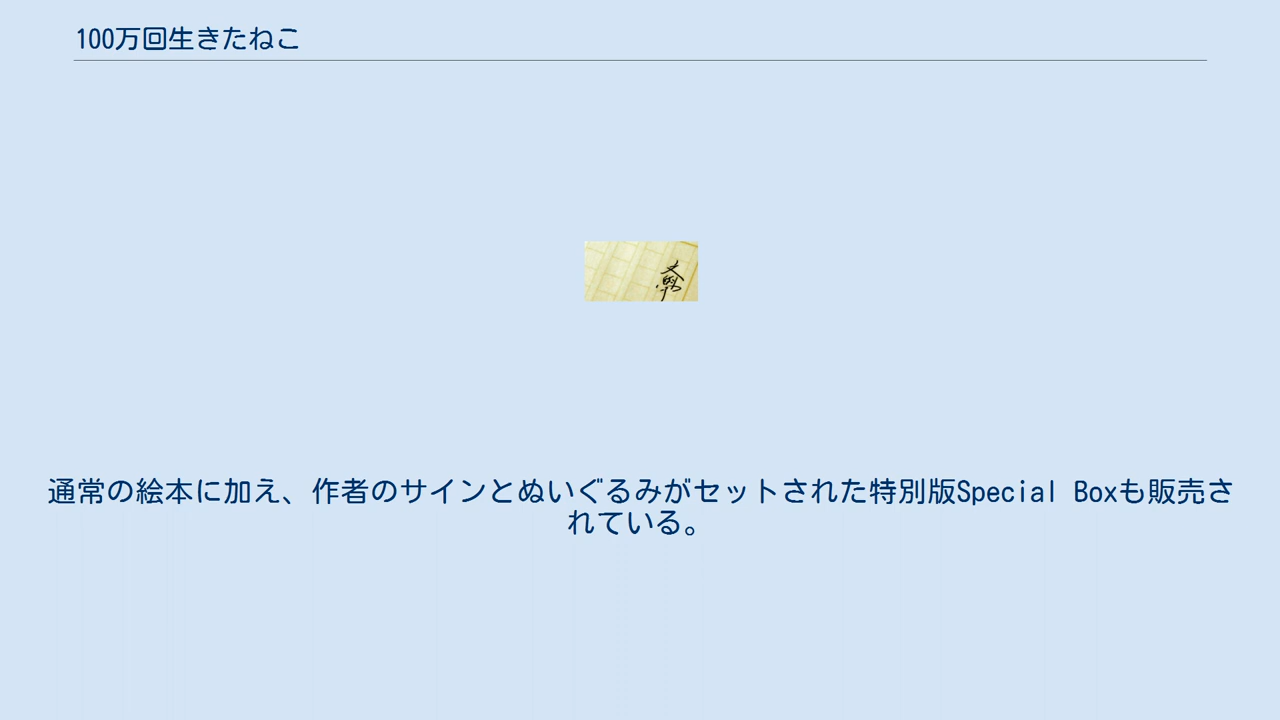 100万回生きたねこ
通常の絵本に加え、作者のサインとぬいぐるみがセットされた特別版Special Boxも販売さ
れている。